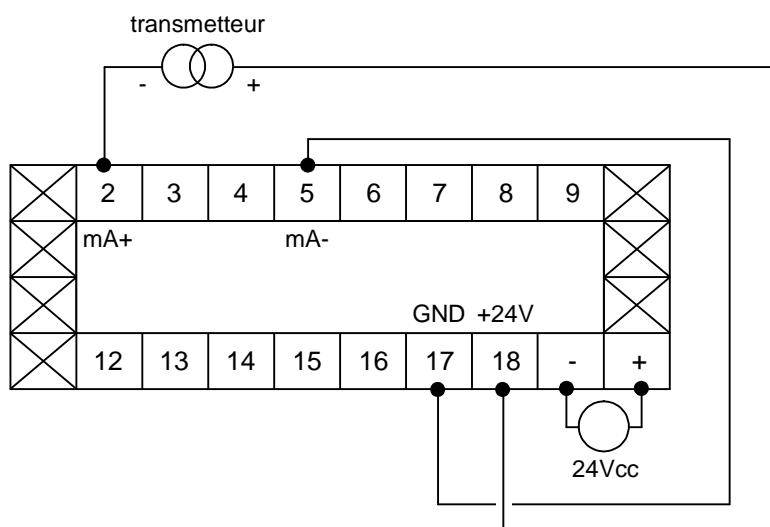 transmetteur
- +
2 3 4 5 6 7 8 9
mA+ mA-
GND +24V
12 13 14 15 16 17 18 - +
24Vcc